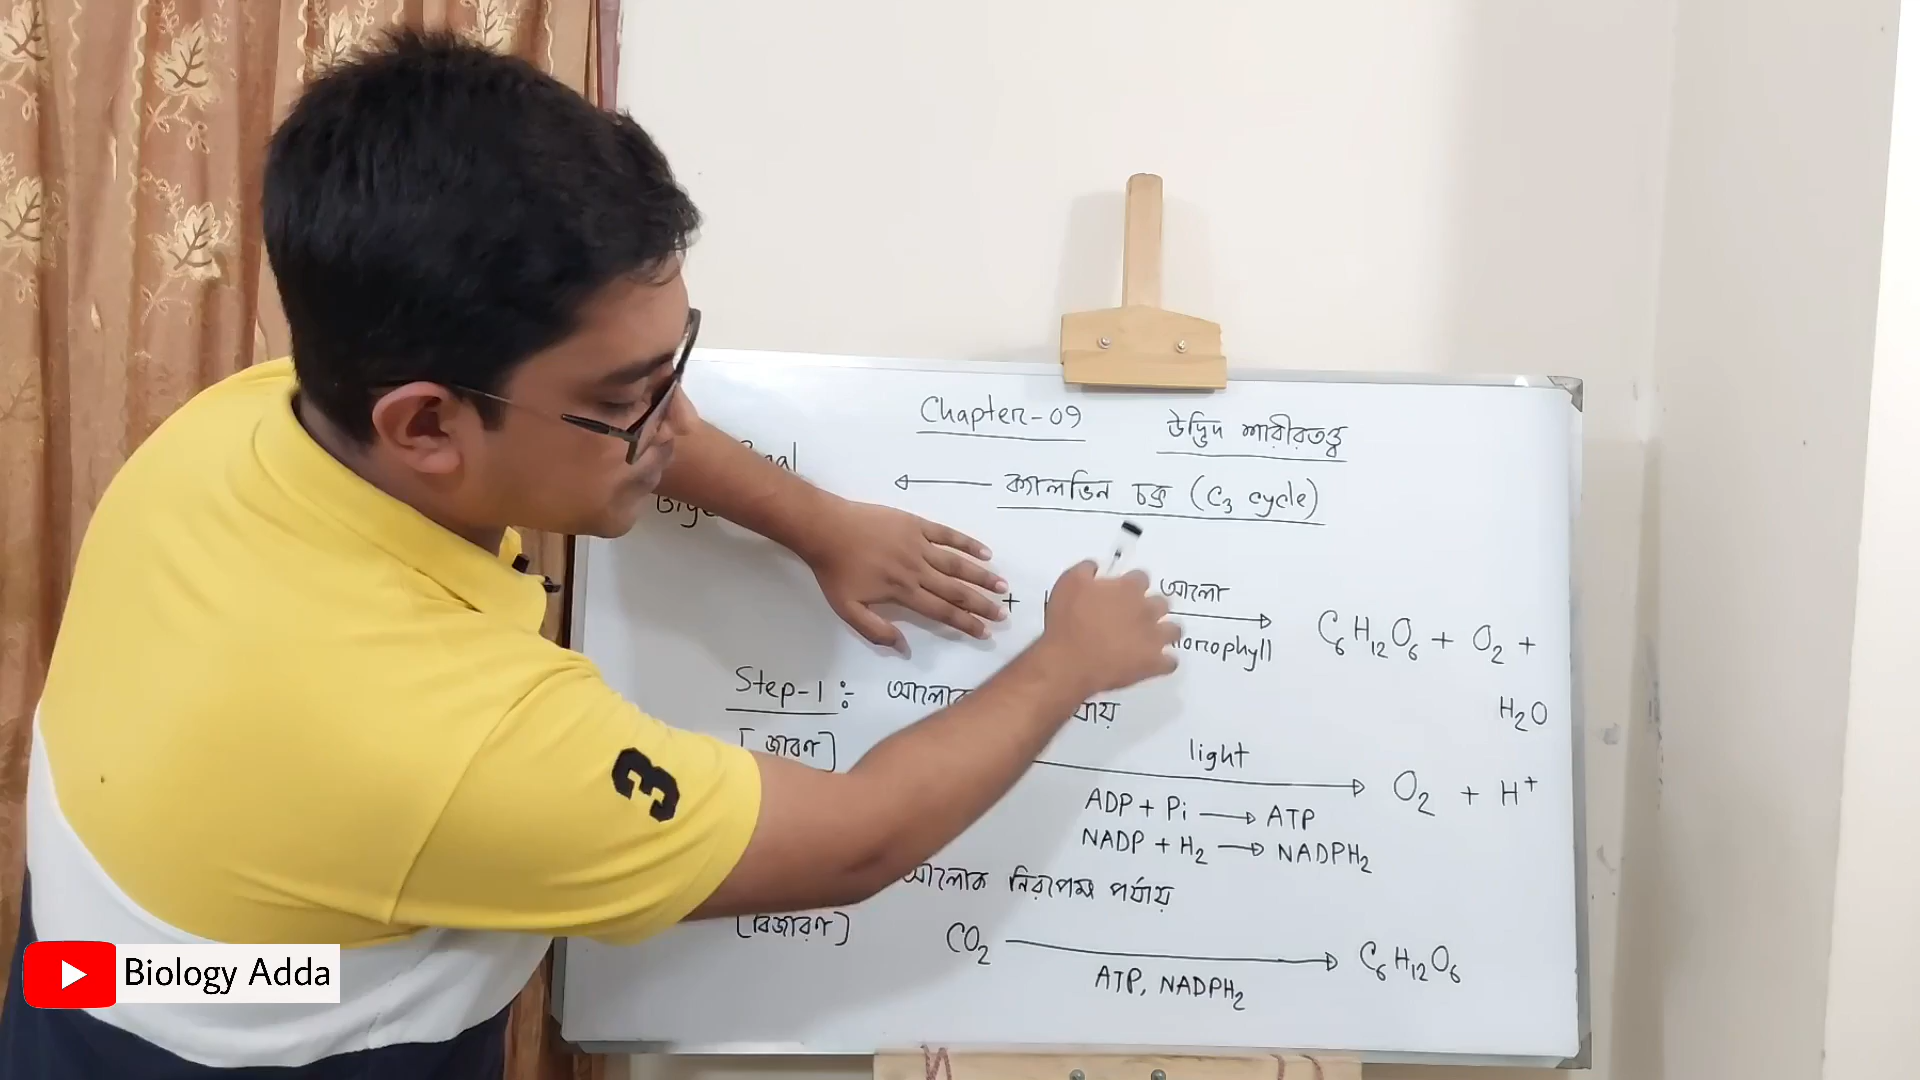 Chapter-09 উদ্ভিদ শারীরতত্ত্ব
ক্যালভিন চক্র (C₃ cycle)
+ আলো → C₆H₁₂O₆ + O₂ +
H₂O
Step-1 :-
[জারণ]
light → O₂ + H⁺
ADP + Pi → ATP
NADP + H₂ → NADPH₂
আলোক নিরপেক্ষ পর্যায়
[বিজারণ]
CO₂ → C₆H₁₂O₆
ATP, NADPH₂
3
Biology Adda